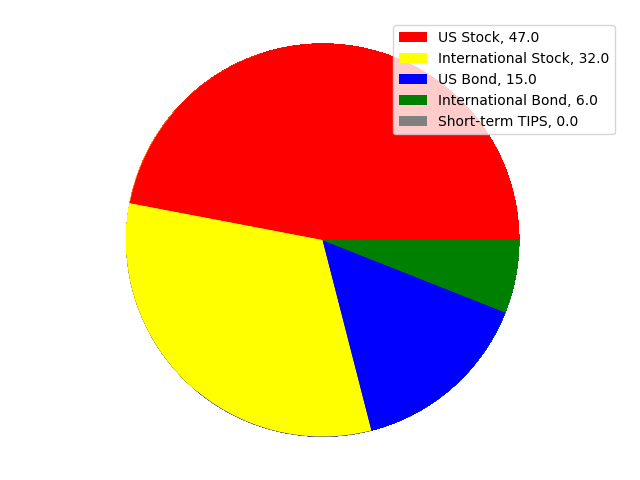 US Stock, 47.0
International Stock, 32.0
US Bond, 15.0
International Bond, 6.0
Short-term TIPS, 0.0